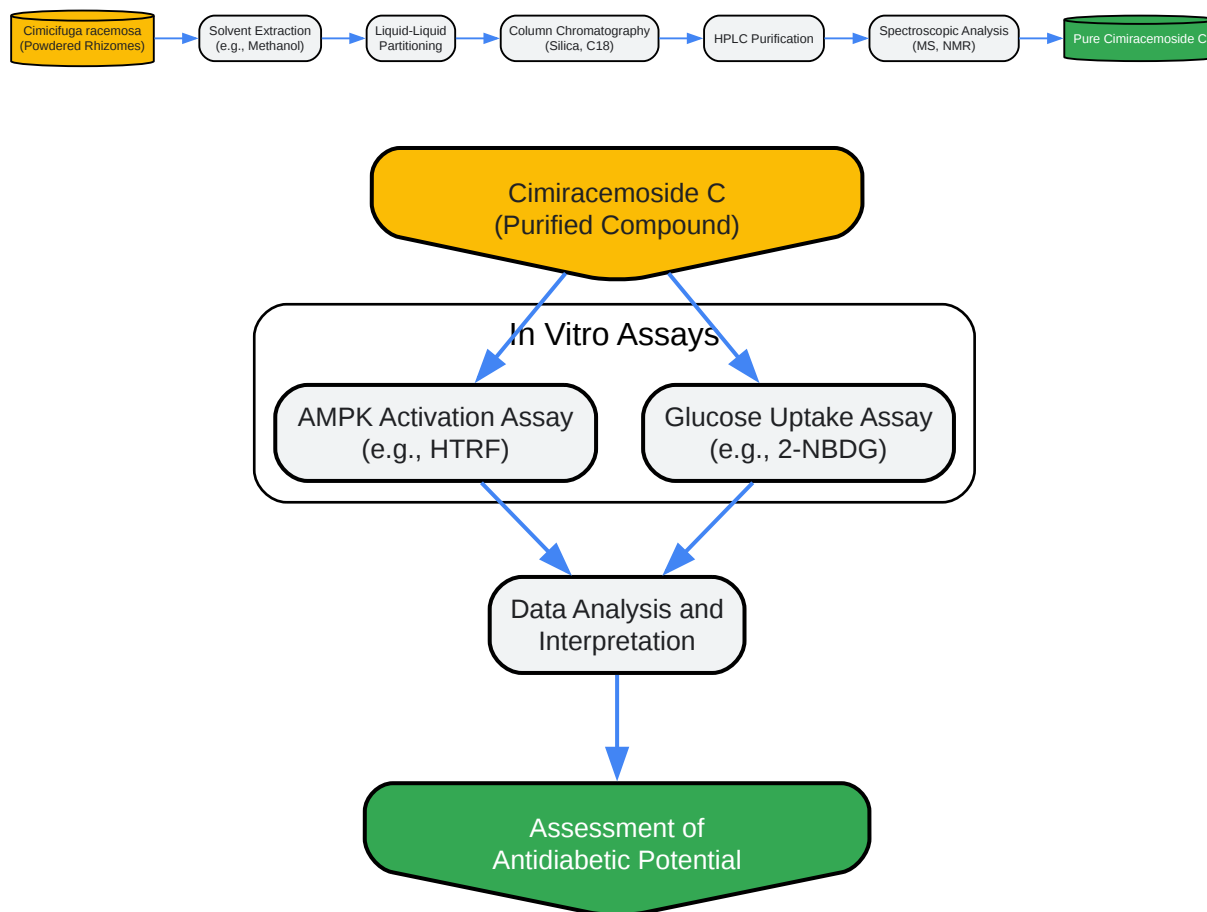 Cimicifuga racemosa
(Powdered Rhizomes)
Solvent Extraction
(e.g., Methanol)
Liquid-Liquid
Partitioning
Column Chromatography
(Silica, C18)
HPLC Purification
Spectroscopic Analysis
(MS, NMR)
Pure Cimiracemoside C
Cimiracemoside C
(Purified Compound)
In Vitro Assays
AMPK Activation Assay
(e.g., HTRF)
Glucose Uptake Assay
(e.g., 2-NBDG)
Data Analysis and
Interpretation
Assessment of
Antidiabetic Potential